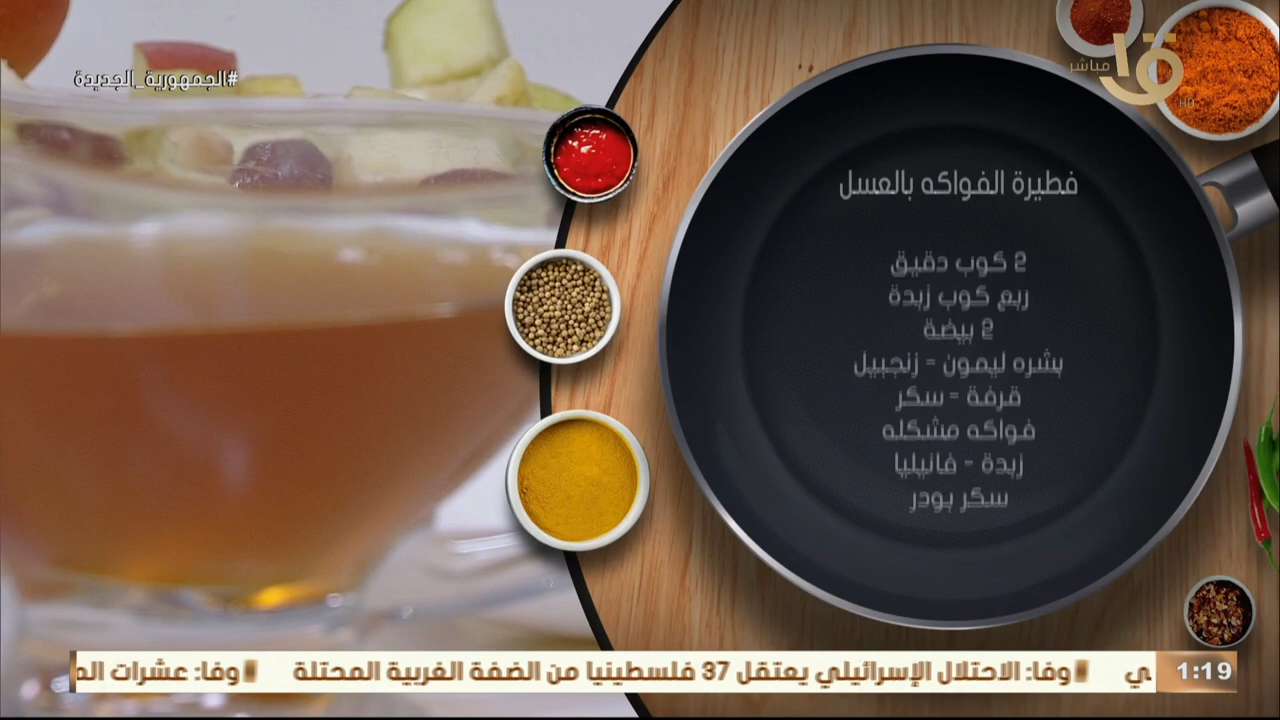 #الجمهورية_الجديدة
مباشر
HD
فطيرة الفواكه بالعسل
2 كوب دقيق
ربع كوب زبدة
2 بيضة
بشره ليمون - زنجبيل
قرفة - سكر
فواكه مشكله
زبدة - فانيليا
سكر بودر
1:19
ي وفا: الاحتلال الإسرائيلي يعتقل 37 فلسطينيا من الضفة الغربية المحتلة وفا: عشرات